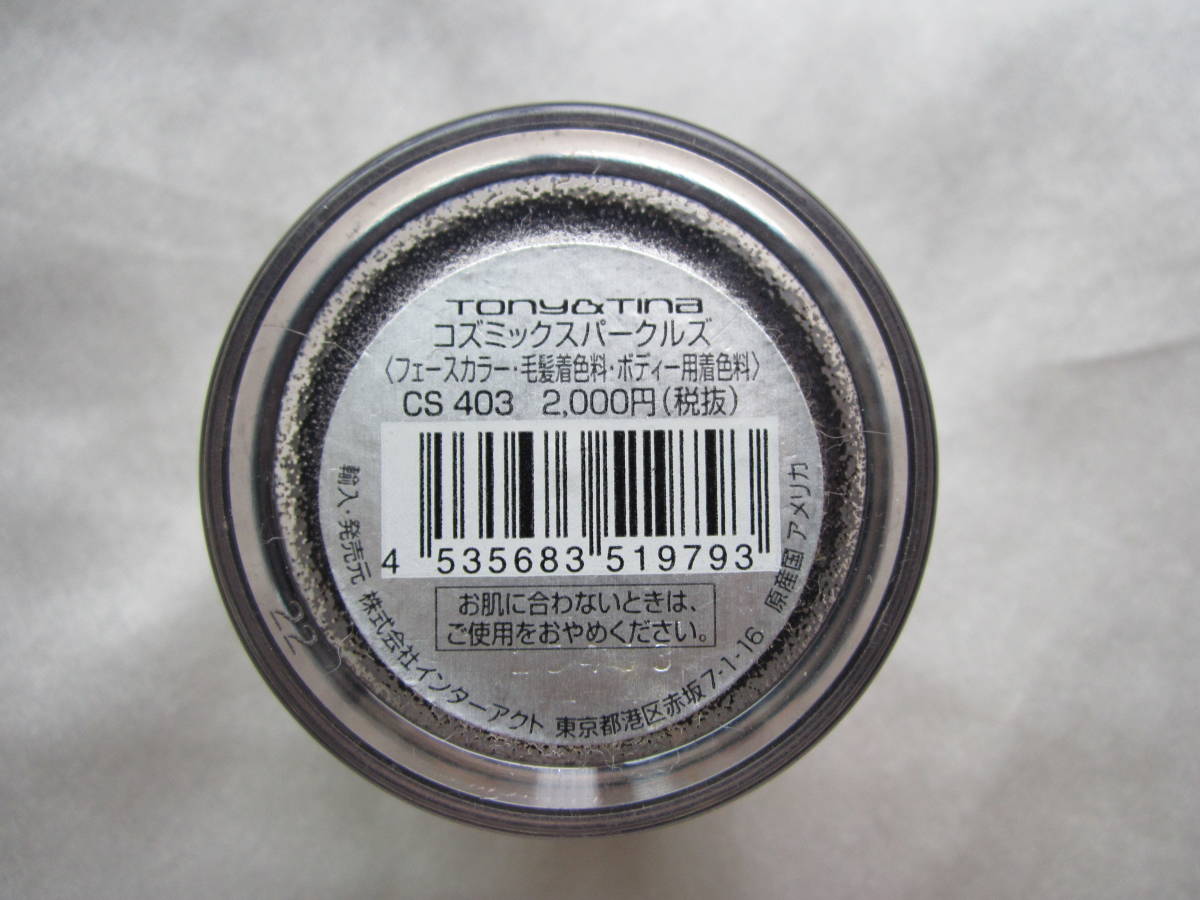 TONY&TINA
コズミックスパークルズ
〈フェースカラー・毛髪着色料・ボディー用着色料〉
CS 403 2,000円(税抜)
4 535683 519793
お肌に合わないときは、
ご使用をおやめください。
輸入・発売元 株式会社インターアクト 東京都港区赤坂7-1-16 原産国 アメリカ
22